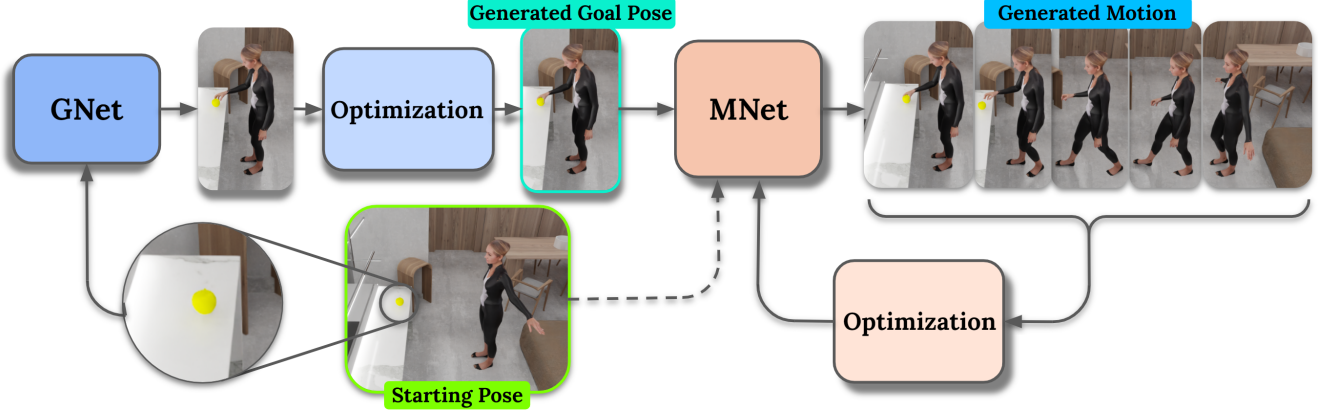 Generated Goal Pose
Generated Motion
GNet
Optimization
MNet
Optimization
Starting Pose